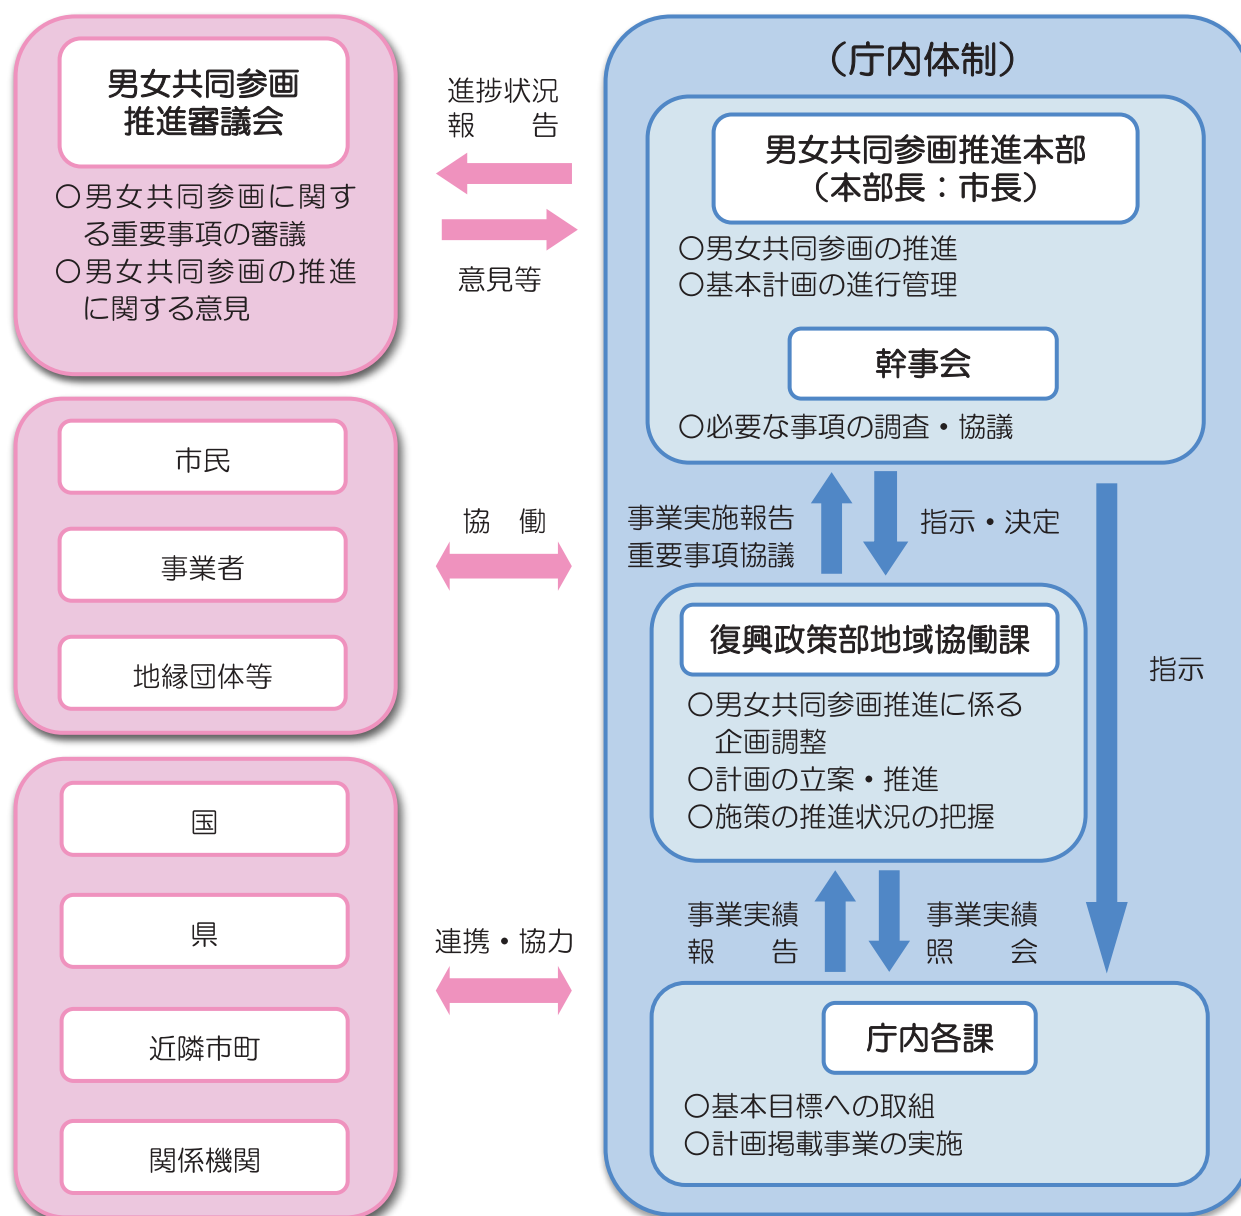 男女共同参画
推進審議会
○男女共同参画に関す
る重要事項の審議
○男女共同参画の推進
に関する意見
進捗状況
報　　告
意見等
市民
事業者
地縁団体等
協　働
国
県
近隣市町
関係機関
連携・協力
（庁内体制）
男女共同参画推進本部
（本部長：市長）
○男女共同参画の推進
○基本計画の進行管理
幹事会
○必要な事項の調査・協議
事業実施報告
重要事項協議
指示・決定
指示
復興政策部地域協働課
○男女共同参画推進に係る
企画調整
○計画の立案・推進
○施策の推進状況の把握
事業実績
報　　告
事業実績
照　　会
庁内各課
○基本目標への取組
○計画掲載事業の実施